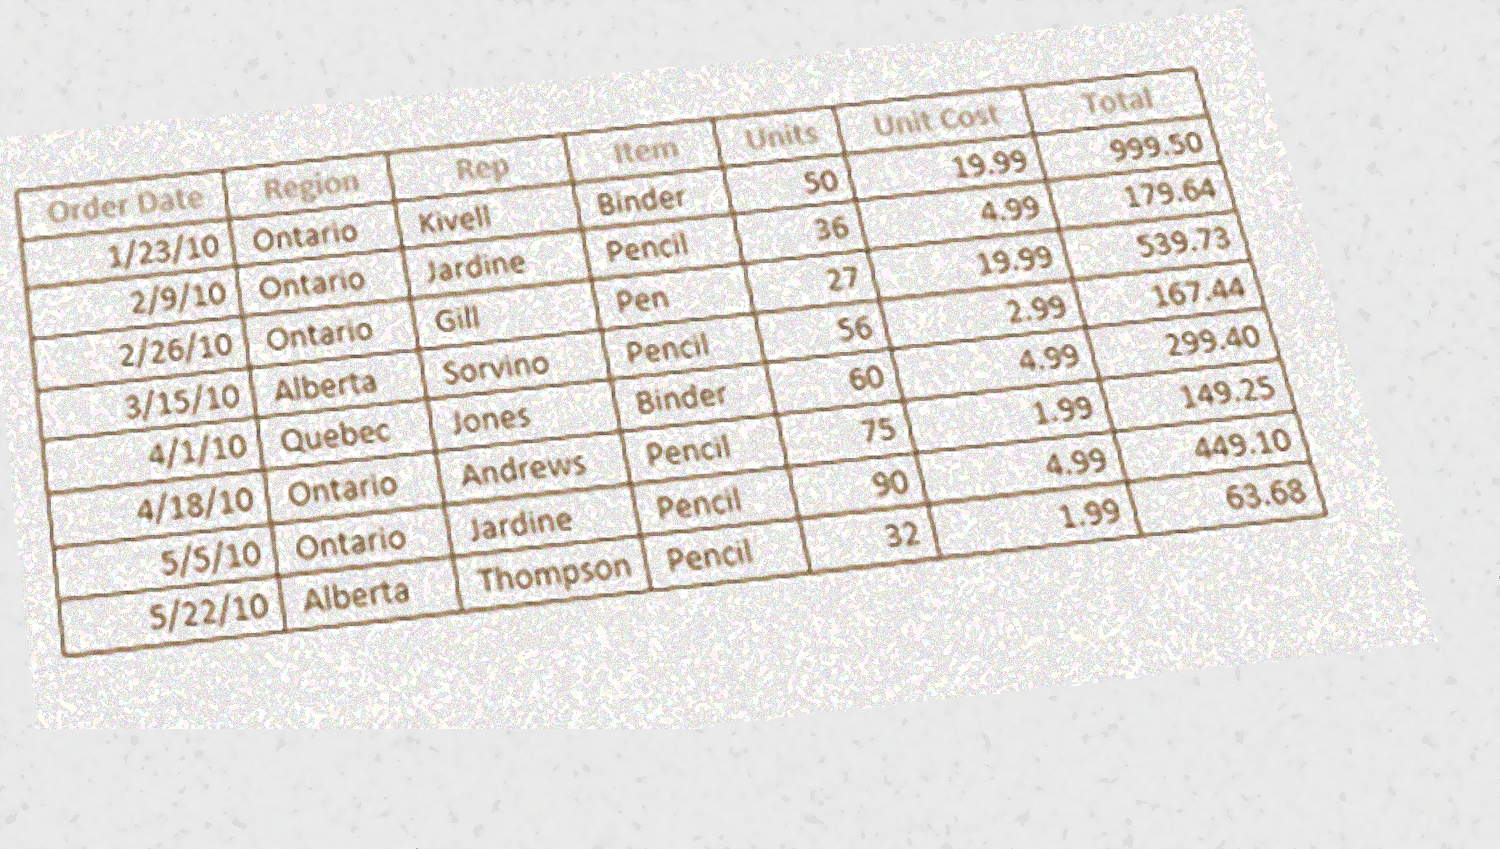 Order Date Region Rep Item Units Unit Cost Total
1/23/10 Ontario Kivell Binder 50 19.99 999.50
2/9/10 Ontario Jardine Pencil 36 4.99 179.64
2/26/10 Ontario Gill Pen 27 19.99 539.73
3/15/10 Alberta Sorvino Pencil 56 2.99 167.44
4/1/10 Quebec Jones Binder 60 4.99 299.40
4/18/10 Ontario Andrews Pencil 75 1.99 149.25
5/5/10 Ontario Jardine Pencil 90 4.99 449.10
5/22/10 Alberta Thompson Pencil 32 1.99 63.68